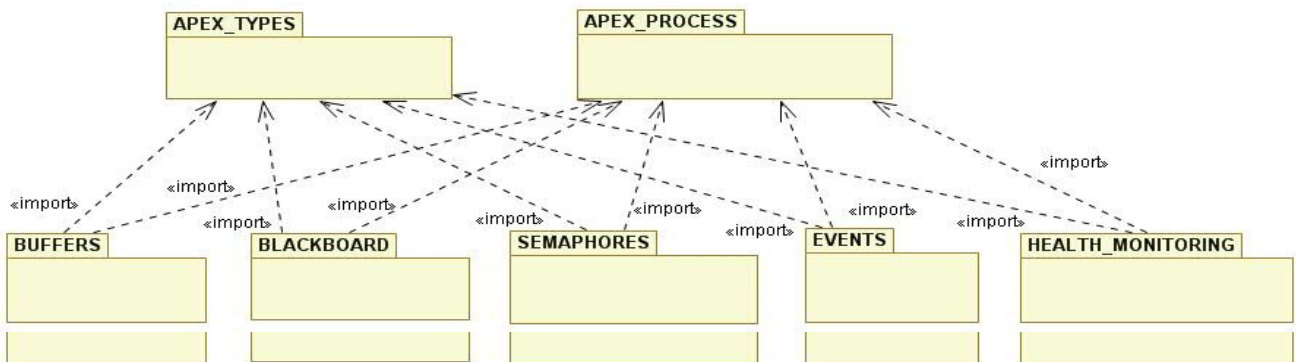 APEX_TYPES
APEX_PROCESS
«import»
«import»
«import»
«import»
«import»
«import»
«import»
«import»
«import»
«import»
BUFFERS
BLACKBOARD
SEMAPHORES
EVENTS
HEALTH_MONITORING